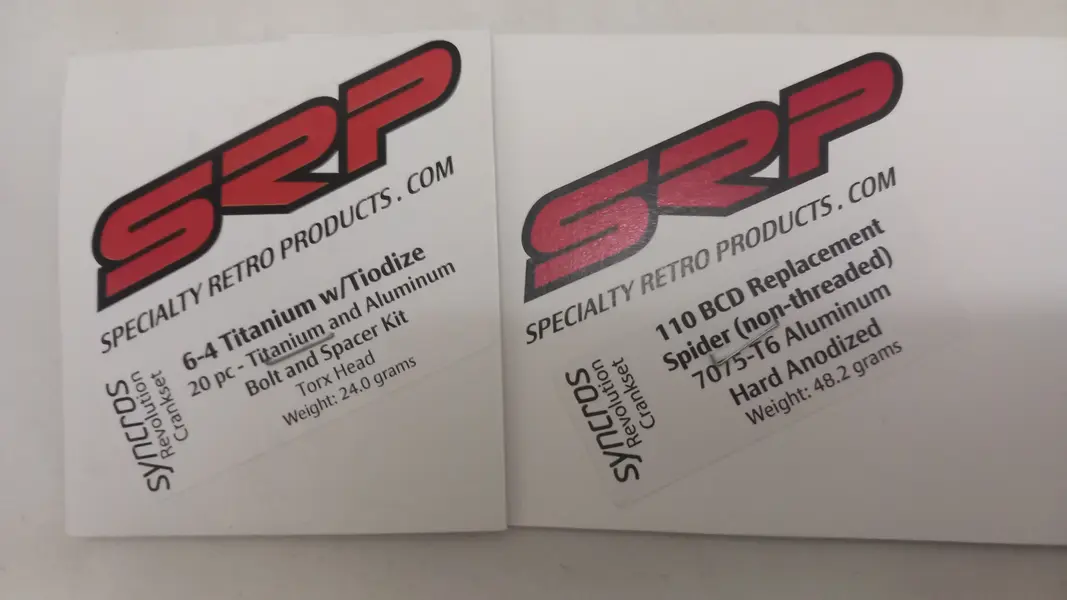 SRP
SPECIALTY RETRO PRODUCTS . COM
syncros
Revolution
Crankset
6-4 Titanium w/Tiodize
20 pc - Titanium and Aluminum
Bolt and Spacer Kit
Torx Head
Weight: 24.0 grams
SRP
SPECIALTY RETRO PRODUCTS . COM
syncros
Revolution
Crankset
110 BCD Replacement
Spider (non-threaded)
7075-T6 Aluminum
Hard Anodized
Weight: 48.2 grams